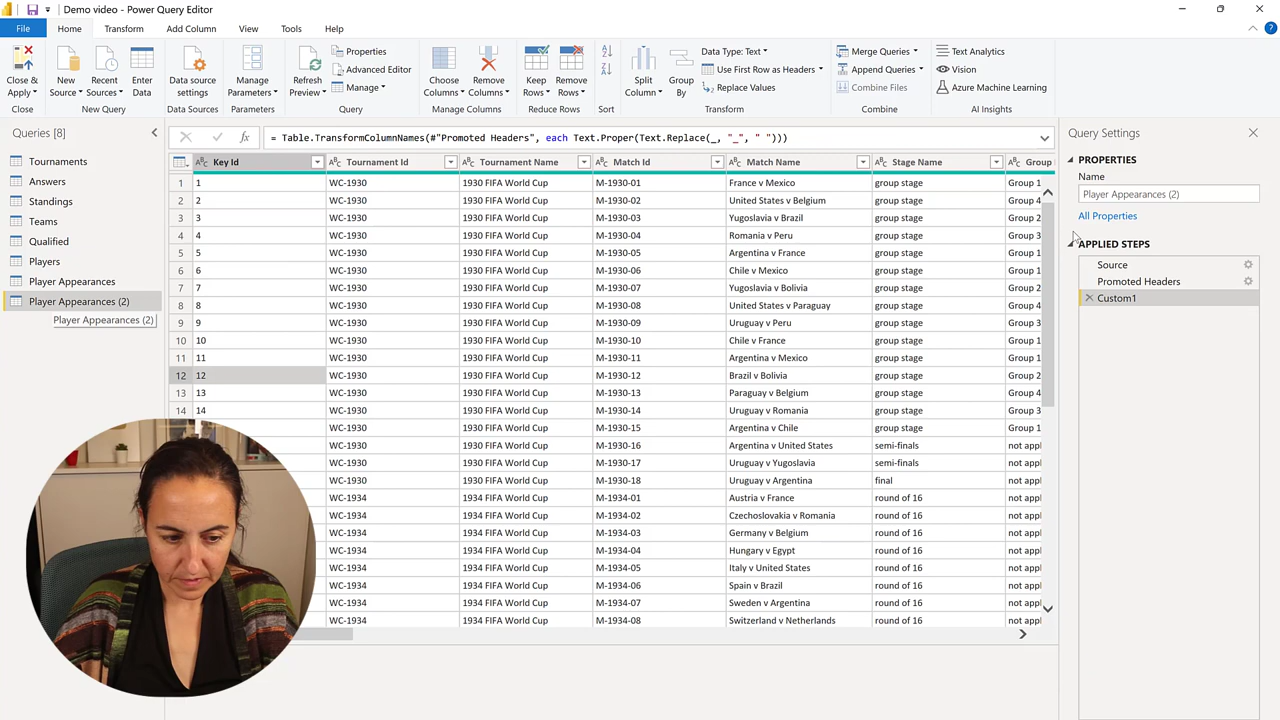 Demo video - Power Query Editor
File Home Transform Add Column View Tools Help
Close & Apply
New Source
Recent Sources
Enter Data
Data source settings
Manage Parameters
Refresh Preview
Properties
Advanced Editor
Manage
Choose Columns
Remove Columns
Keep Rows
Remove Rows
Split Column
Group By
Data Type: Text
Use First Row as Headers
Replace Values
Merge Queries
Append Queries
Combine Files
Text Analytics
Vision
Azure Machine Learning
Close New Query Data Sources Parameters Query Manage Columns Reduce Rows Sort Transform Combine AI Insights
Queries [8]
Tournaments
Answers
Standings
Teams
Qualified
Players
Player Appearances
Player Appearances (2)
Player Appearances (2)
fx = Table.TransformColumnNames(#"Promoted Headers", each Text.Proper(Text.Replace(_, "_", " ")))
Key Id Tournament Id Tournament Name Match Id Match Name Stage Name Group
1 1 WC-1930 1930 FIFA World Cup M-1930-01 France v Mexico group stage Group 1
2 2 WC-1930 1930 FIFA World Cup M-1930-02 United States v Belgium group stage Group 4
3 3 WC-1930 1930 FIFA World Cup M-1930-03 Yugoslavia v Brazil group stage Group 2
4 4 WC-1930 1930 FIFA World Cup M-1930-04 Romania v Peru group stage Group 3
5 5 WC-1930 1930 FIFA World Cup M-1930-05 Argentina v France group stage Group 1
6 6 WC-1930 1930 FIFA World Cup M-1930-06 Chile v Mexico group stage Group 1
7 7 WC-1930 1930 FIFA World Cup M-1930-07 Yugoslavia v Bolivia group stage Group 2
8 8 WC-1930 1930 FIFA World Cup M-1930-08 United States v Paraguay group stage Group 4
9 9 WC-1930 1930 FIFA World Cup M-1930-09 Uruguay v Peru group stage Group 3
10 10 WC-1930 1930 FIFA World Cup M-1930-10 Chile v France group stage Group 1
11 11 WC-1930 1930 FIFA World Cup M-1930-11 Argentina v Mexico group stage Group 1
12 12 WC-1930 1930 FIFA World Cup M-1930-12 Brazil v Bolivia group stage Group 2
13 13 WC-1930 1930 FIFA World Cup M-1930-13 Paraguay v Belgium group stage Group 4
14 14 WC-1930 1930 FIFA World Cup M-1930-14 Uruguay v Romania group stage Group 3
WC-1930 1930 FIFA World Cup M-1930-15 Argentina v Chile group stage Group 1
WC-1930 1930 FIFA World Cup M-1930-16 Argentina v United States semi-finals not appl
WC-1930 1930 FIFA World Cup M-1930-17 Uruguay v Yugoslavia semi-finals not appl
WC-1930 1930 FIFA World Cup M-1930-18 Uruguay v Argentina final not appl
WC-1934 1934 FIFA World Cup M-1934-01 Austria v France round of 16 not appl
WC-1934 1934 FIFA World Cup M-1934-02 Czechoslovakia v Romania round of 16 not appl
WC-1934 1934 FIFA World Cup M-1934-03 Germany v Belgium round of 16 not appl
WC-1934 1934 FIFA World Cup M-1934-04 Hungary v Egypt round of 16 not appl
WC-1934 1934 FIFA World Cup M-1934-05 Italy v United States round of 16 not appl
WC-1934 1934 FIFA World Cup M-1934-06 Spain v Brazil round of 16 not appl
WC-1934 1934 FIFA World Cup M-1934-07 Sweden v Argentina round of 16 not appl
WC-1934 1934 FIFA World Cup M-1934-08 Switzerland v Netherlands round of 16 not appl
Query Settings
PROPERTIES
Name
Player Appearances (2)
All Properties
APPLIED STEPS
Source
Promoted Headers
Custom1